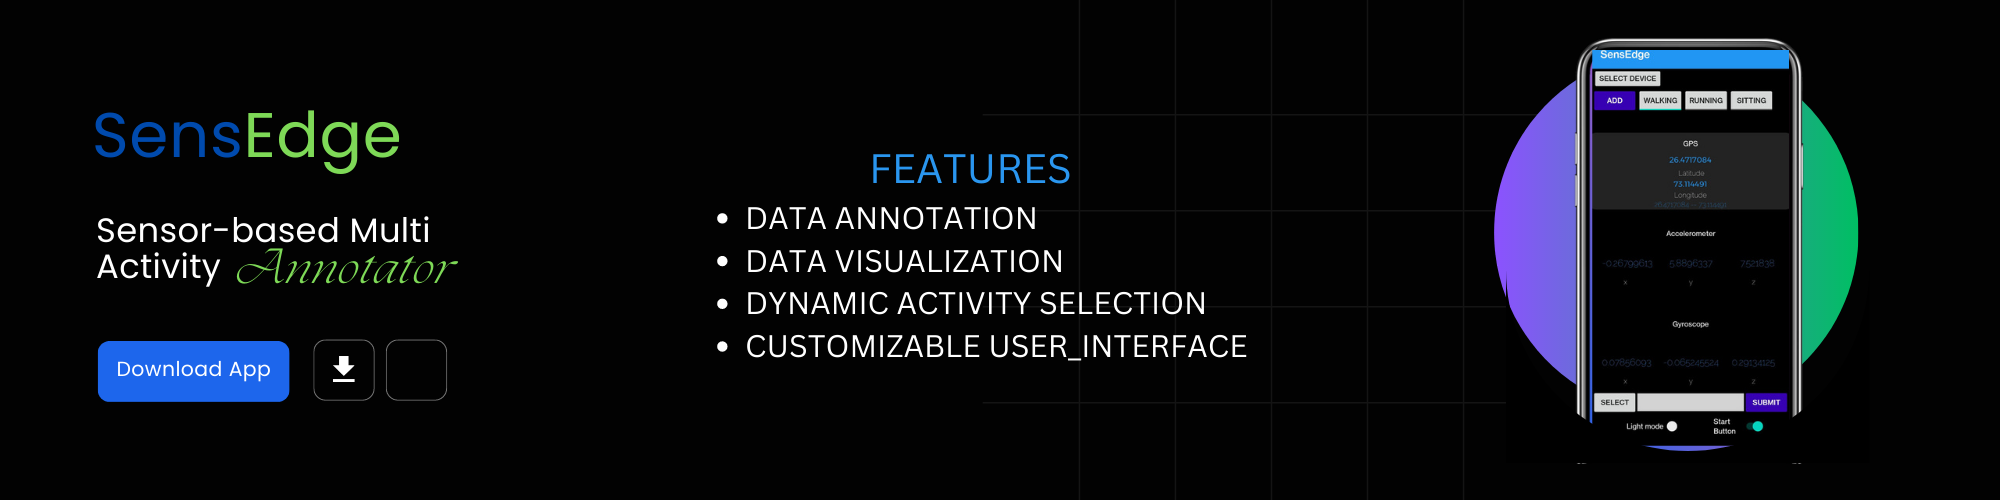 SensEdge
Sensor-based Multi
Activity Annotator
Download App
FEATURES
• DATA ANNOTATION
• DATA VISUALIZATION
• DYNAMIC ACTIVITY SELECTION
• CUSTOMIZABLE USER_INTERFACE
SensEdge
SELECT DEVICE
ADD WALKING RUNNING SITTING
GPS
26.4717064
Latitude
73.114491
Longitude
Accelerometer
-0.26799613 5.8896337 7.521838
x y z
Gyroscope
0.07856093 -0.065245524 0.29134125
x y z
SELECT SUBMIT
Light mode Start
Button